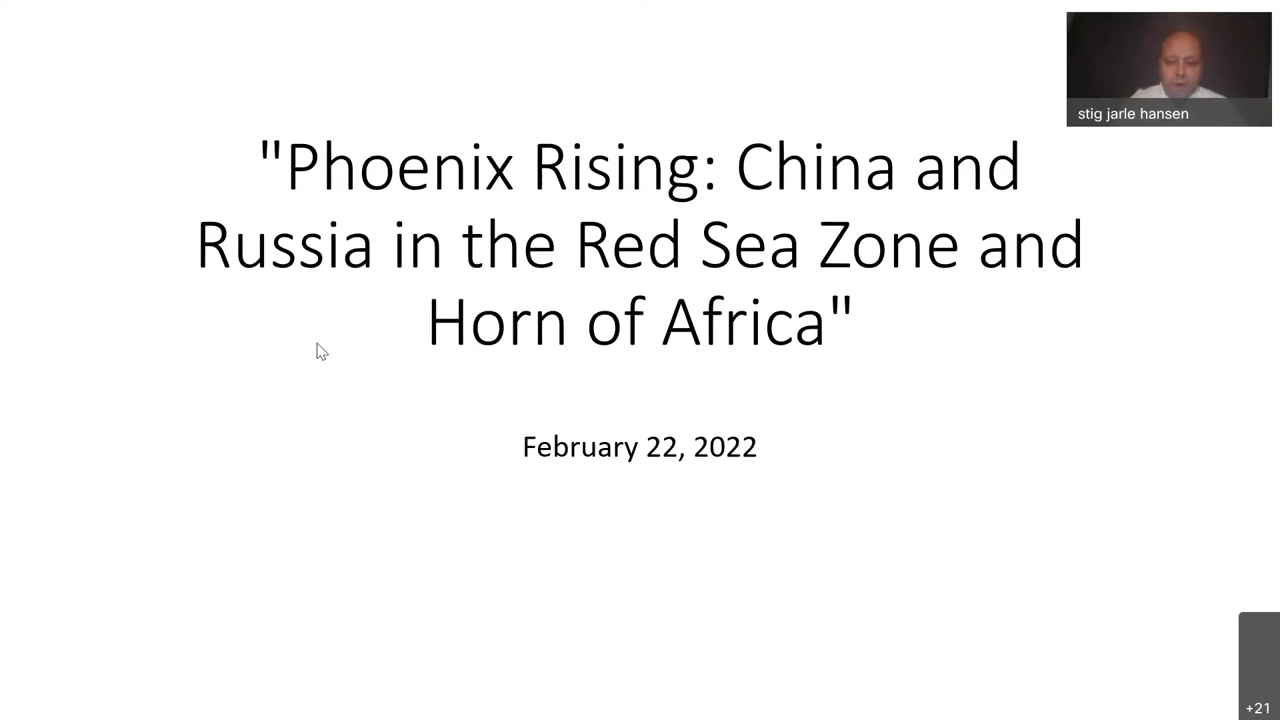 stig jarle hansen
"Phoenix Rising: China and
Russia in the Red Sea Zone and
Horn of Africa"
February 22, 2022
+21